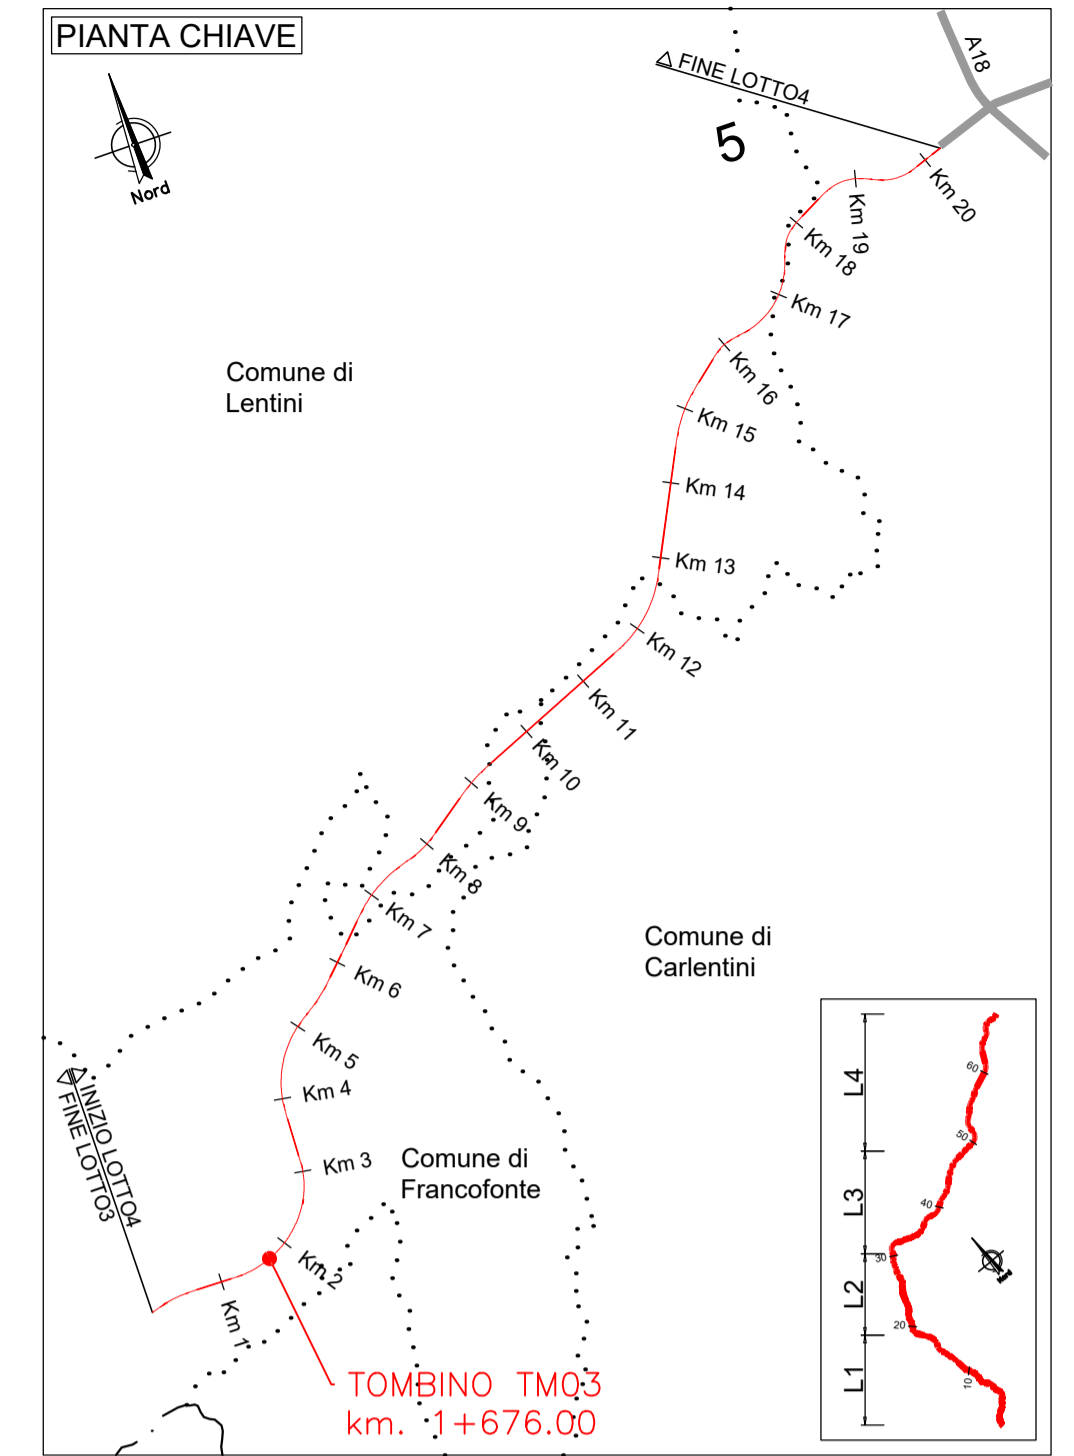 PIANTA CHIAVE
Nord
FINE LOTTO4
A18
5
Km 20
Km 19
Km 18
Km 17
Km 16
Km 15
Km 14
Km 13
Km 12
Km 11
Km 10
Km 9
Km 8
Km 7
Km 6
Km 5
Km 4
Km 3
Km 2
Km 1
Comune di
Lentini
Comune di
Carlentini
Comune di
Francofonte
INIZIO LOTTO4
FINE LOTTO3
TOMBINO TM03
km. 1+676.00
L4
L3
L2
L1
60
50
40
30
20
10
Nord